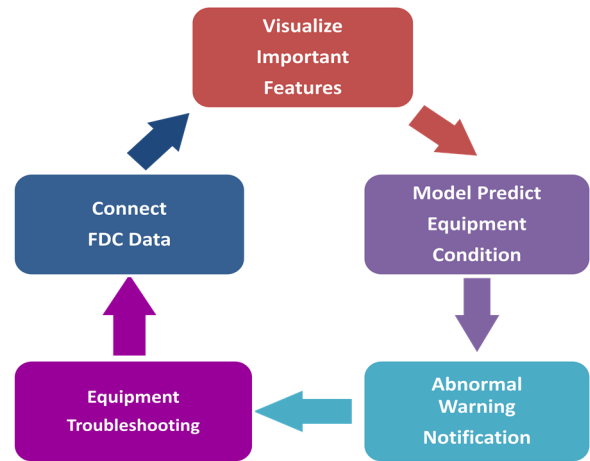 Visualize
Important
Features
Connect
FDC Data
Model Predict
Equipment
Condition
Equipment
Troubleshooting
Abnormal
Warning
Notification